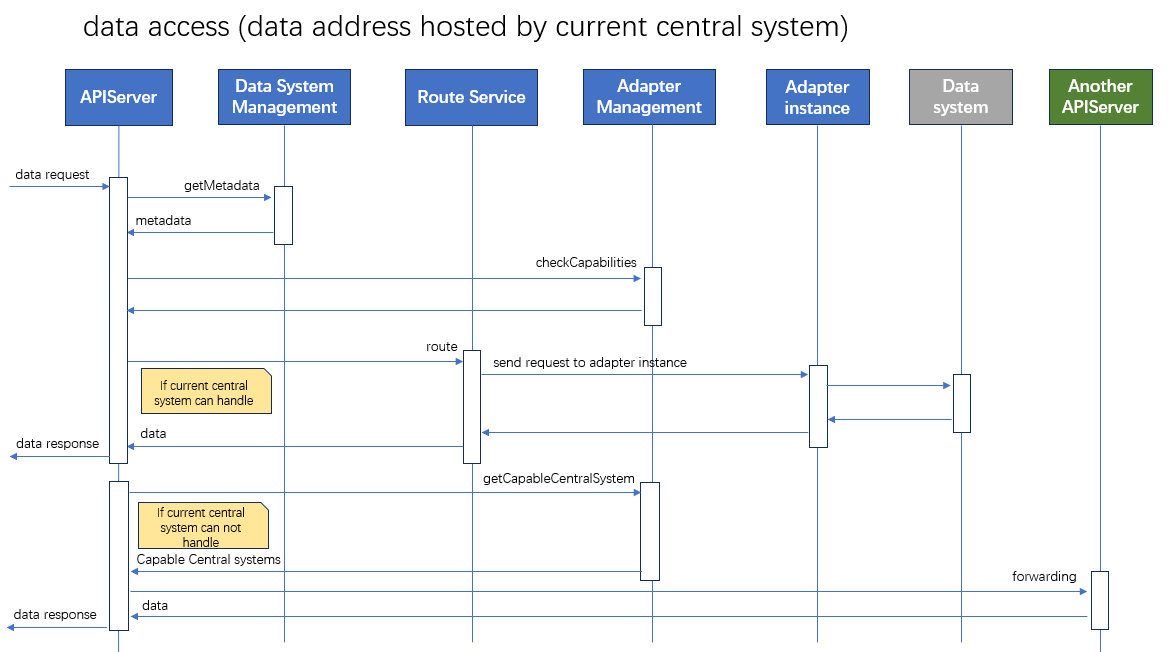 data access (data address hosted by current central system)
APIServer
Data System
Management
Route Service
Adapter
Management
Adapter
instance
Data
system
Another
APIServer
data request
getMetadata
metadata
checkCapabilities
route
send request to adapter instance
If current central
system can handle
data
data response
getCapableCentralSystem
If current central
system can not
handle
Capable Central systems
forwarding
data
data response